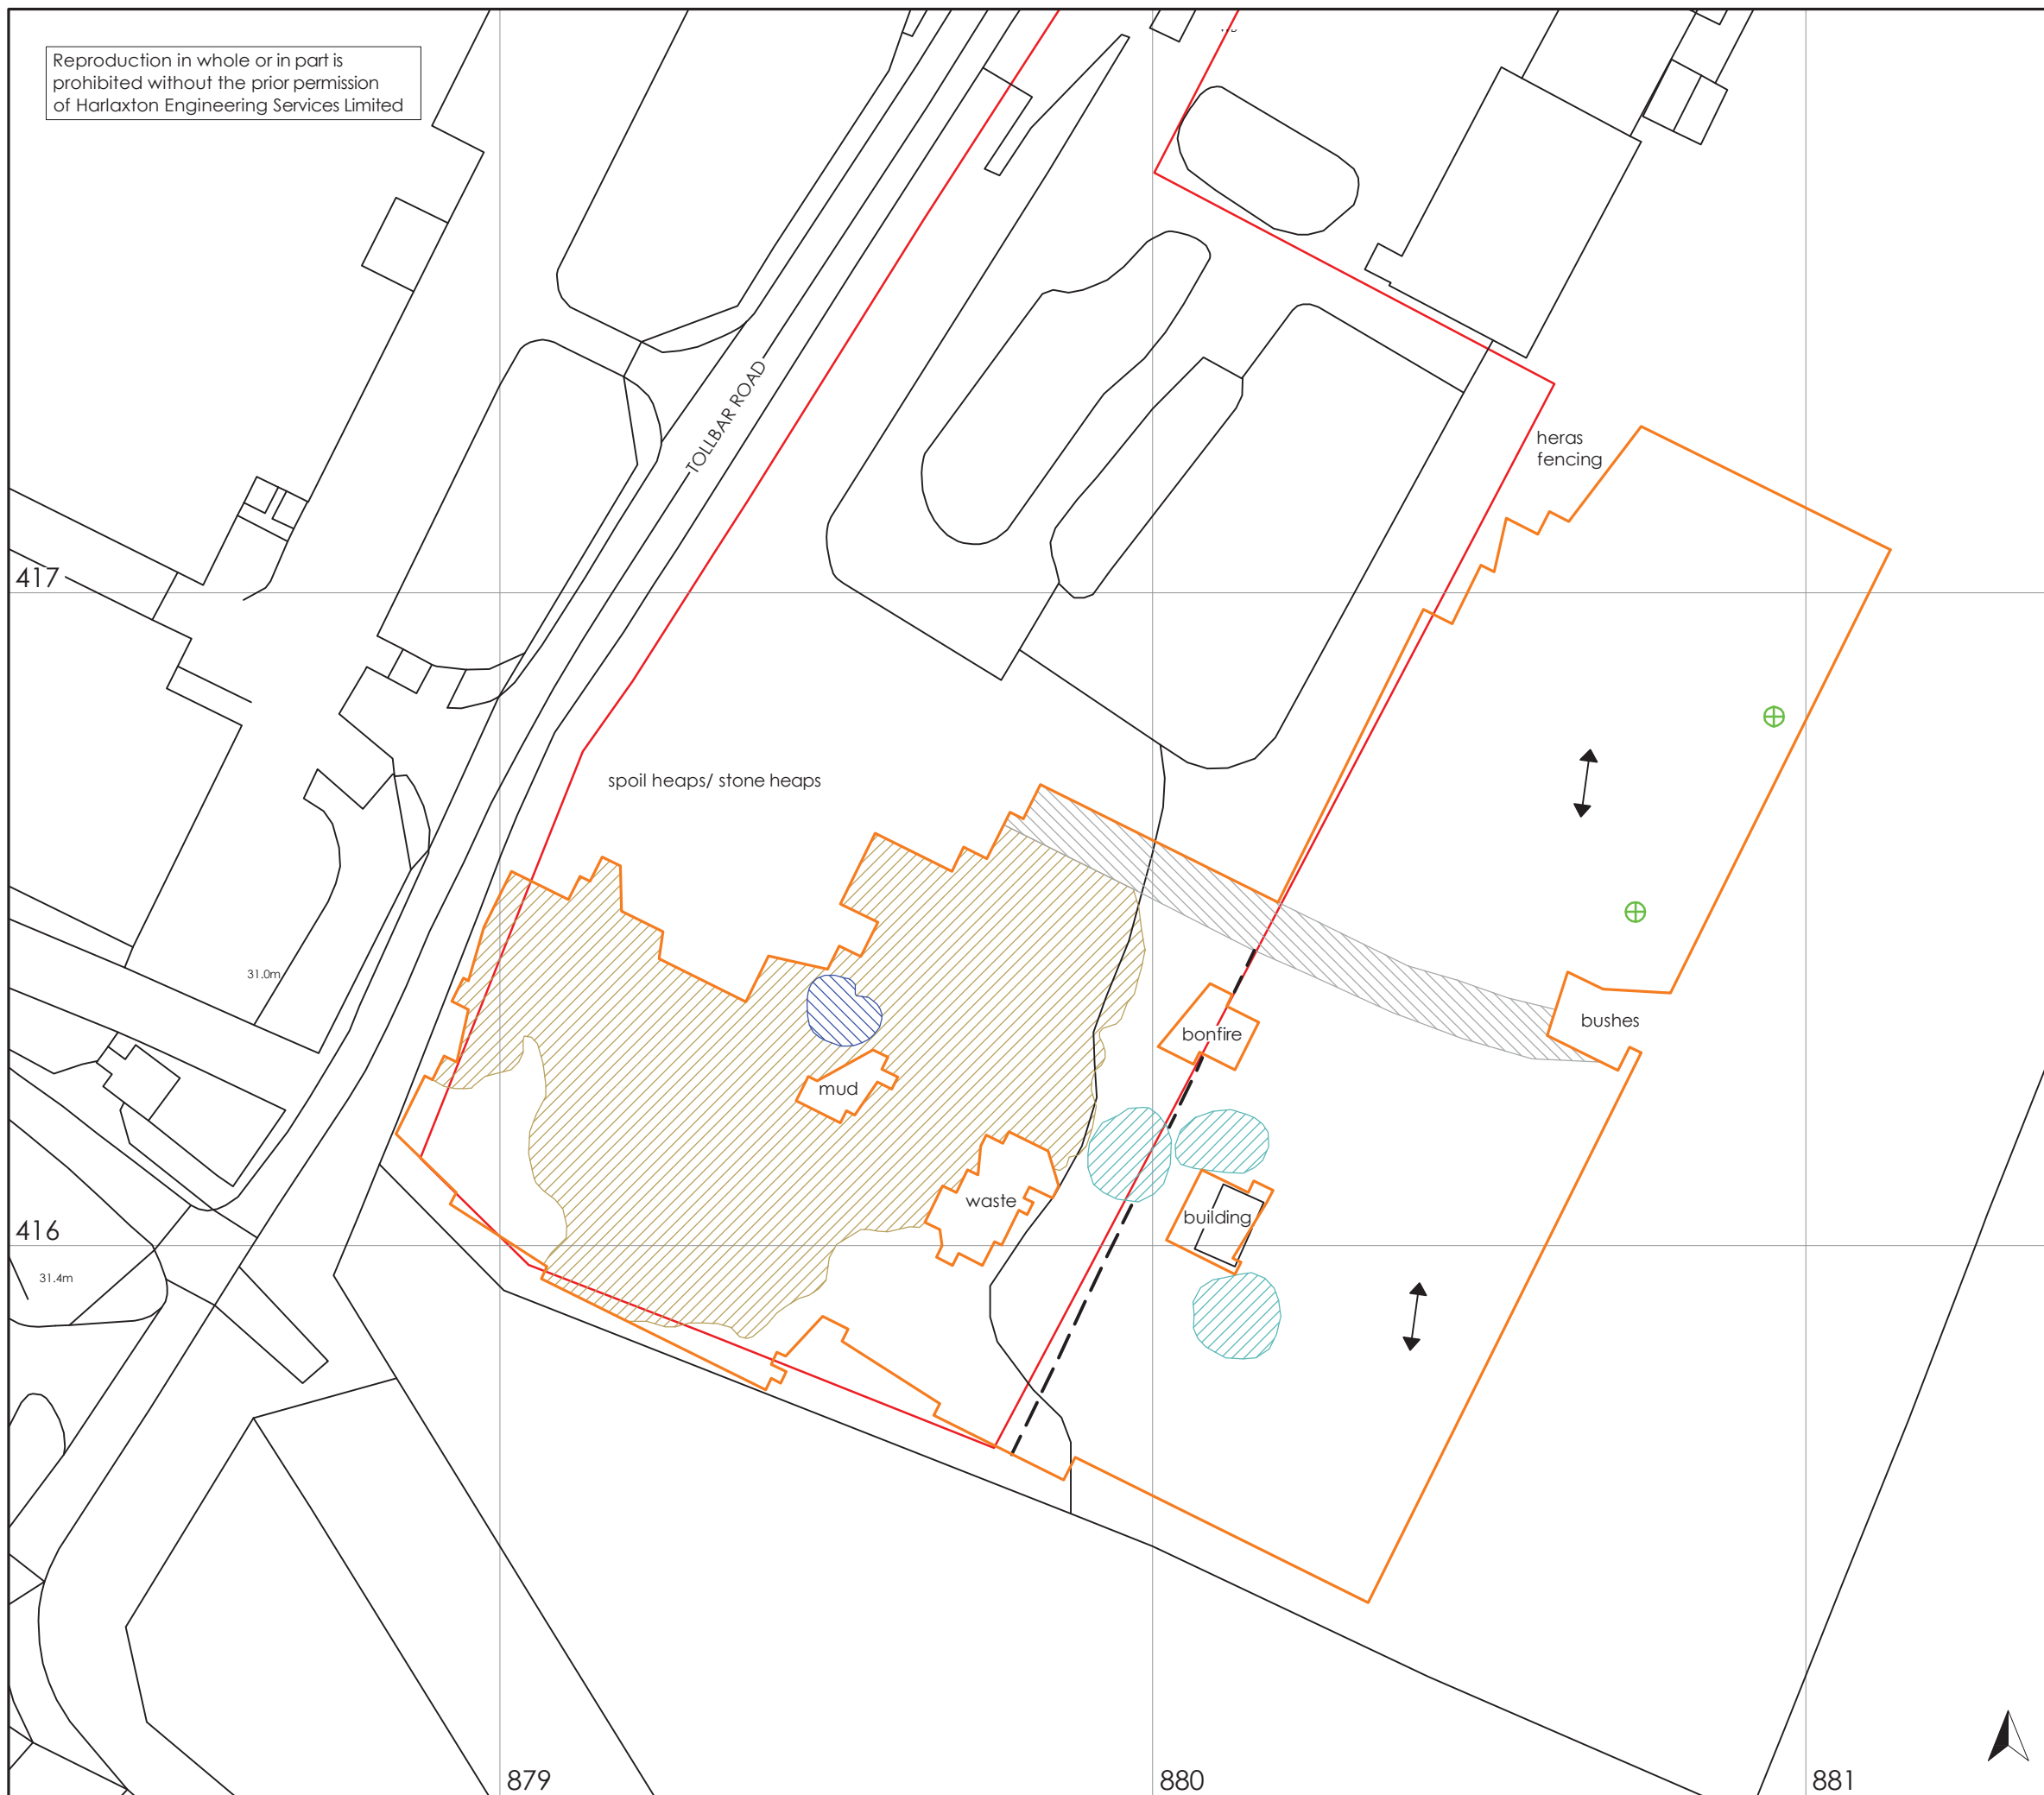 Reproduction in whole or in part is
prohibited without the prior permission
of Harlaxton Engineering Services Limited
TOLLBAR ROAD
heras
fencing
417
spoil heaps/ stone heaps
31.0m
bushes
bonfire
mud
waste
building
416
31.4m
879
880
881